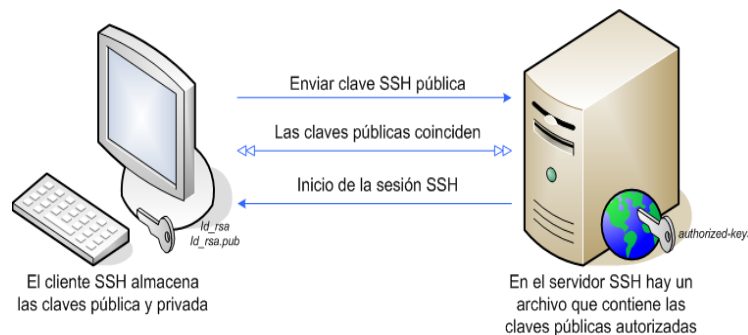 Enviar clave SSH pública
Las claves públicas coinciden
Inicio de la sesión SSH
Id_rsa
Id_rsa.pub
authorized-keys
El cliente SSH almacena
las claves pública y privada
En el servidor SSH hay un
archivo que contiene las
claves públicas autorizadas